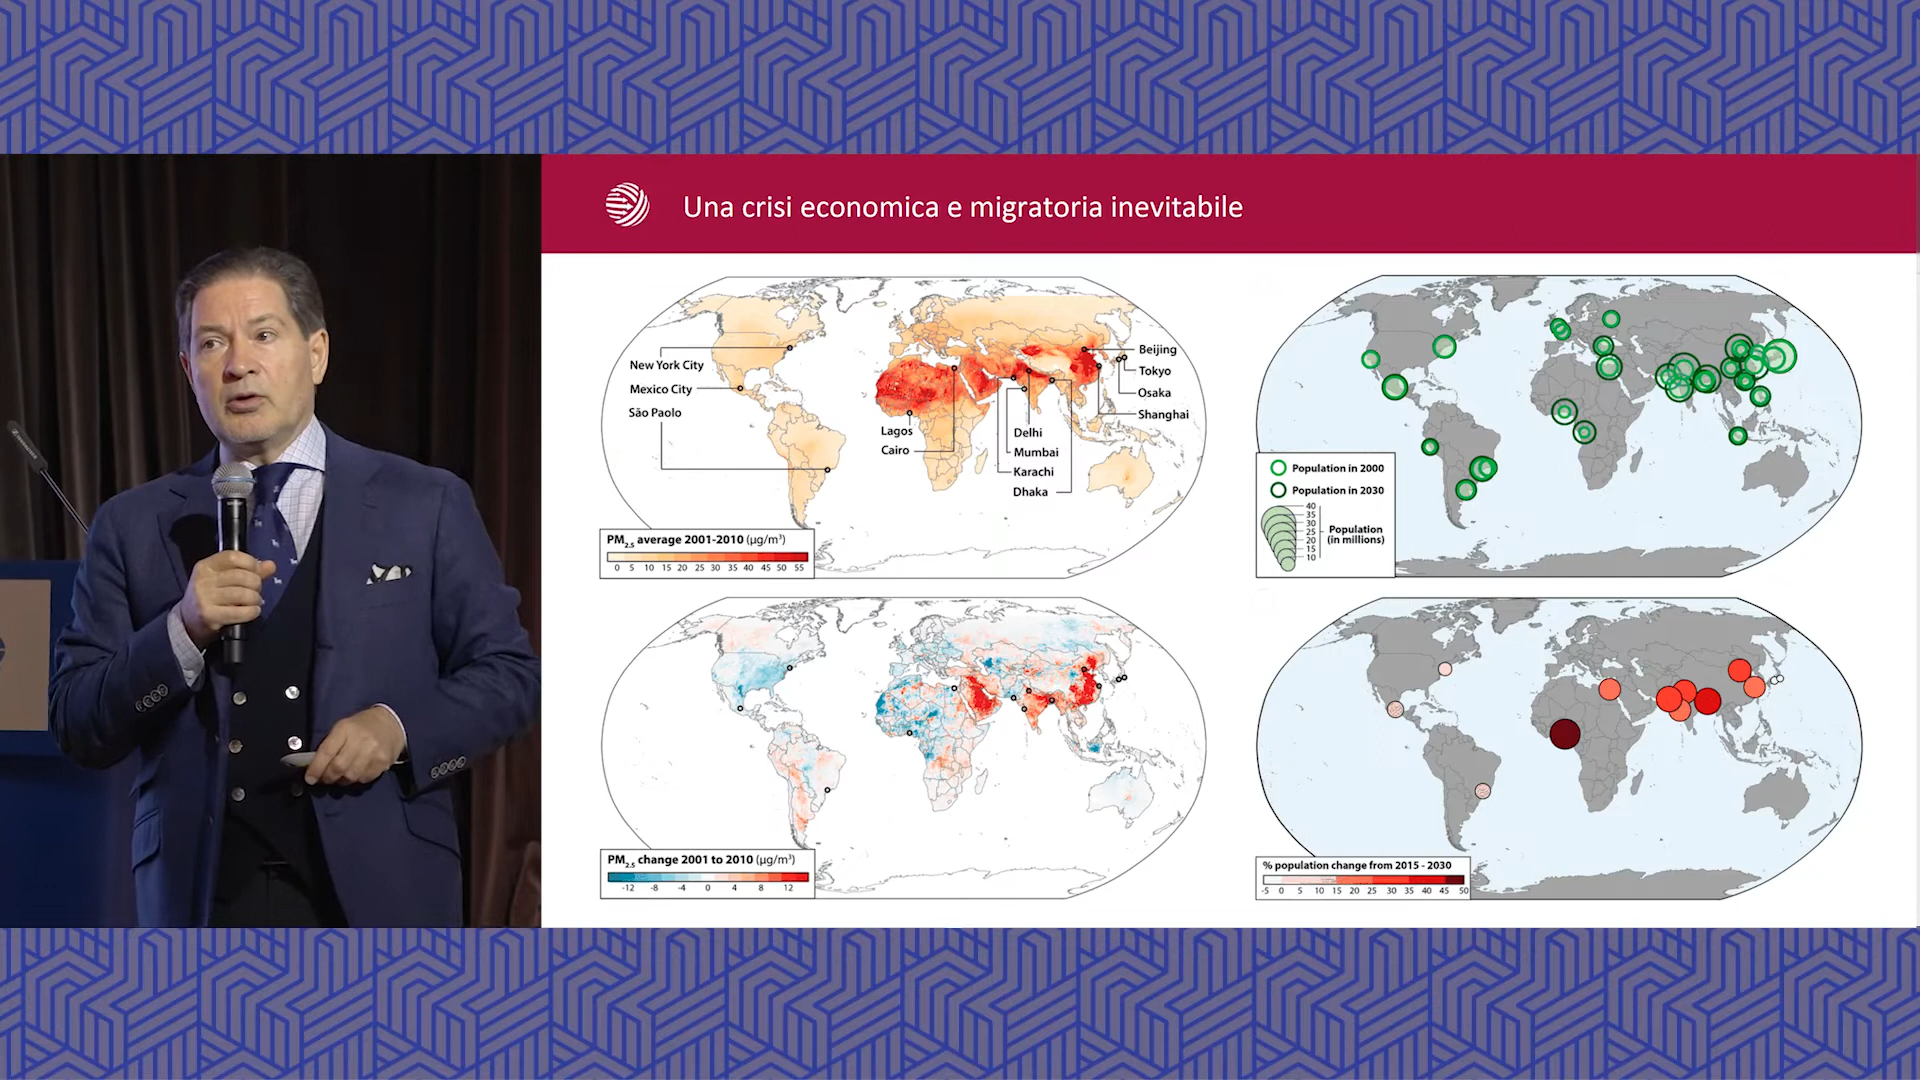 Una crisi economica e migratoria inevitabile
New York City
Mexico City
São Paolo
Lagos
Cairo
Delhi
Mumbai
Karachi
Dhaka
Beijing
Tokyo
Osaka
Shanghai
PM2.5 average 2001-2010 (µg/m³)
0 5 10 15 20 25 30 35 40 45 50 55
Population in 2000
Population in 2030
40
35
30
25
20
15
10
Population
(in millions)
PM2.5 change 2001 to 2010 (µg/m³)
-12 -8 -4 0 4 8 12
% population change from 2015 - 2030
-5 0 5 10 15 20 25 30 35 40 45 50